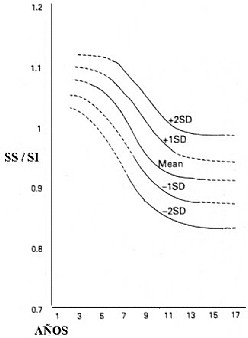 1.2
1.1
+2SD
1
+1SD
SS / SI
Mean
0.9
−1SD
−2SD
0.8
0.7
1 3 5 7 9 11 13 15 17
AÑOS